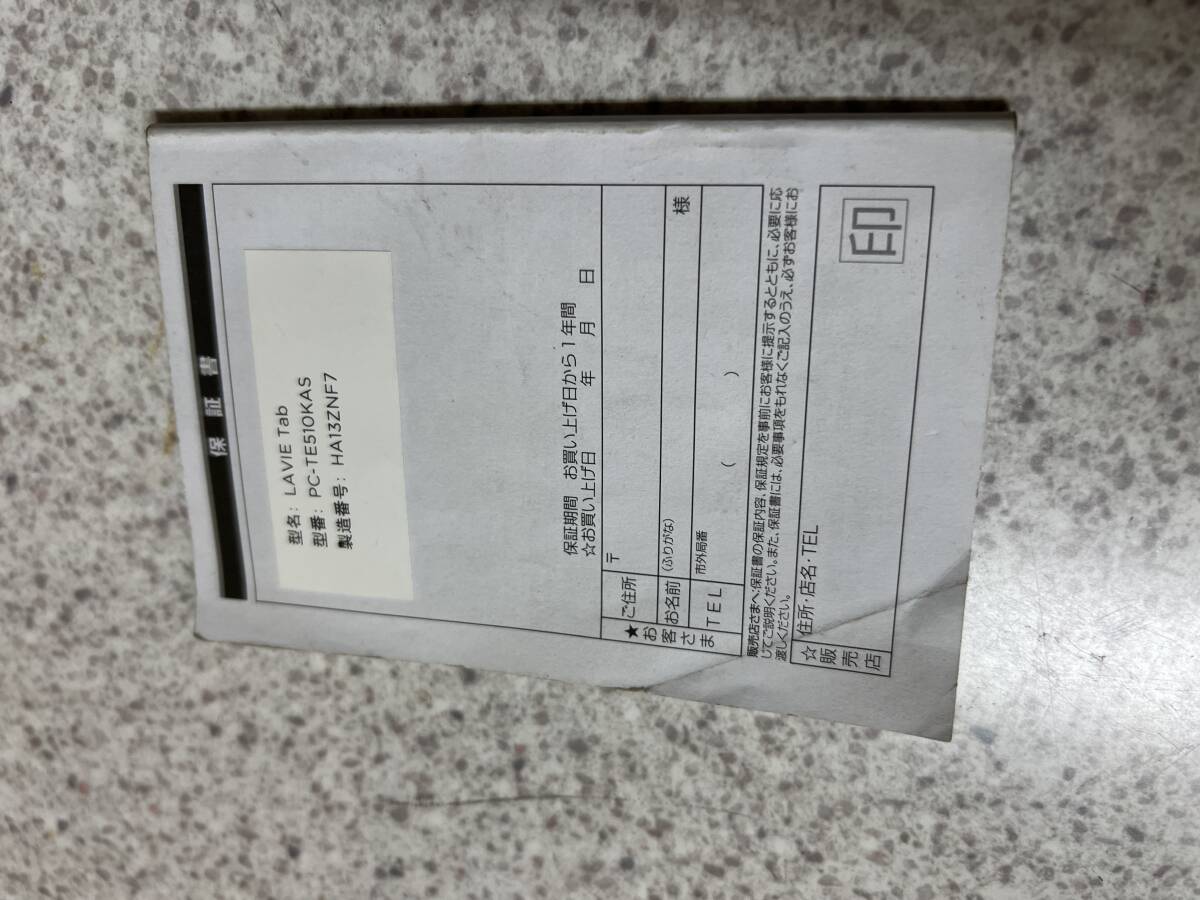 保証書
型名: LAVIE Tab
型番: PC-TE510KAS
製造番号: HA13ZNF7
保証期間 お買い上げ日から1年間
☆お買い上げ日 年 月 日
★お客さま
ご住所 〒
お名前 (ふりがな) 様
TEL 市外局番 ( )
販売店さまへ:保証書の保証内容、保証規定を事前にお客様に提示するとともに、必要に応
じてご説明ください。また、保証書には、必要事項をもれなくご記入のうえ、必ずお客様にお
渡しください。
☆販売店
住所・店名・TEL
印